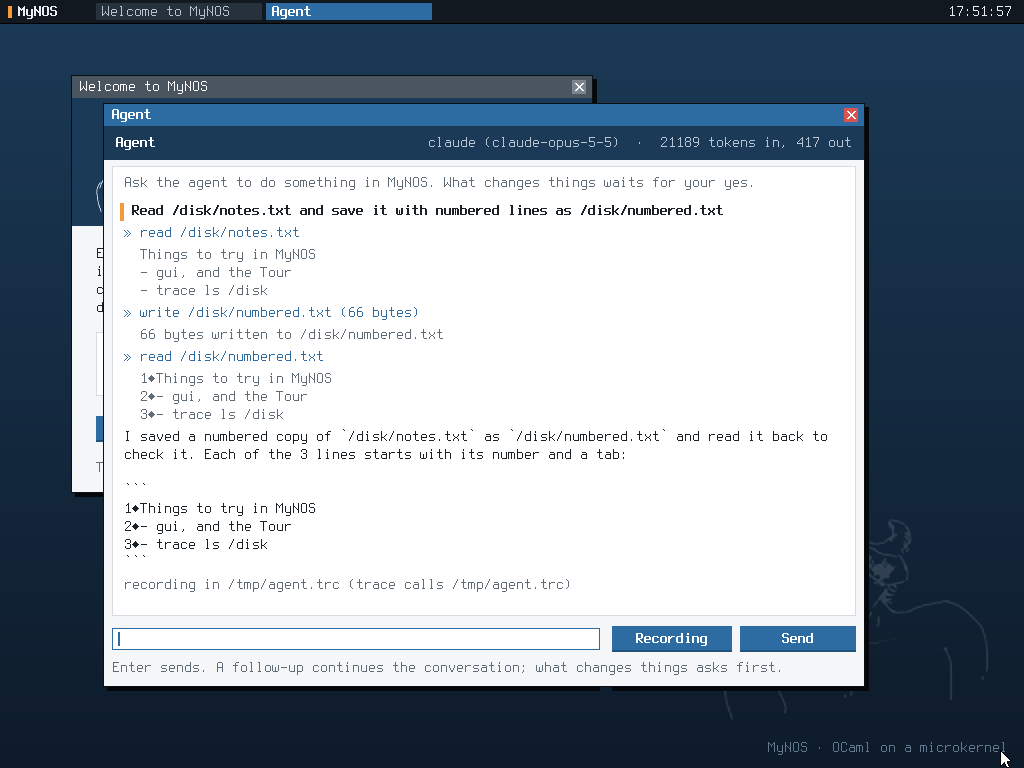 MyNOS
Welcome to MyNOS
Agent
17:51:57
Welcome to MyNOS
Agent
Agent
claude (claude-opus-5-5) · 21189 tokens in, 417 out
Ask the agent to do something in MyNOS. What changes things waits for your yes.
Read /disk/notes.txt and save it with numbered lines as /disk/numbered.txt
» read /disk/notes.txt
Things to try in MyNOS
- gui, and the Tour
- trace ls /disk
» write /disk/numbered.txt (66 bytes)
66 bytes written to /disk/numbered.txt
» read /disk/numbered.txt
1◆Things to try in MyNOS
2◆- gui, and the Tour
3◆- trace ls /disk
I saved a numbered copy of `/disk/notes.txt` as `/disk/numbered.txt` and read it back to
check it. Each of the 3 lines starts with its number and a tab:
```
1◆Things to try in MyNOS
2◆- gui, and the Tour
3◆- trace ls /disk
```
recording in /tmp/agent.trc (trace calls /tmp/agent.trc)
Recording
Send
Enter sends. A follow-up continues the conversation; what changes things asks first.
MyNOS · OCaml on a microkernel